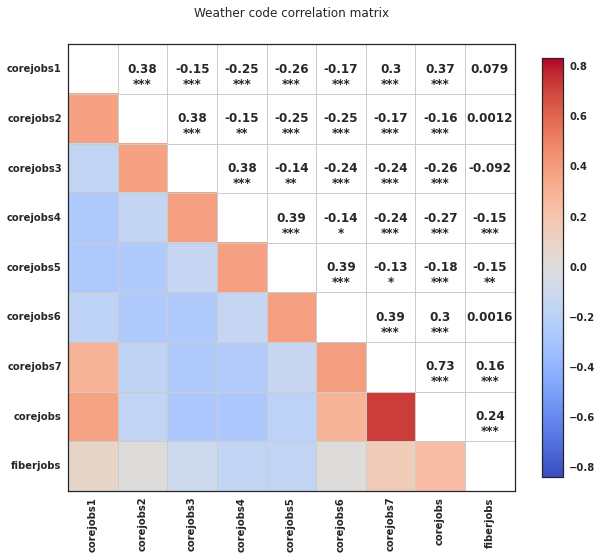 Weather code correlation matrix
corejobs1 0.38 -0.15 -0.25 -0.26 -0.17 0.3 0.37 0.079
*** *** *** *** *** *** ***
corejobs2 0.38 -0.15 -0.25 -0.25 -0.17 -0.16 0.0012
*** ** *** *** *** ***
corejobs3 0.38 -0.14 -0.24 -0.24 -0.26 -0.092
*** ** *** *** ***
corejobs4 0.39 -0.14 -0.24 -0.27 -0.15
*** * *** *** ***
corejobs5 0.39 -0.13 -0.18 -0.15
*** * *** **
corejobs6 0.39 0.3 0.0016
*** ***
corejobs7 0.73 0.16
*** ***
corejobs 0.24
***
fiberjobs
corejobs1 corejobs2 corejobs3 corejobs4 corejobs5 corejobs6 corejobs7 corejobs fiberjobs
0.8
0.6
0.4
0.2
0.0
−0.2
−0.4
−0.6
−0.8